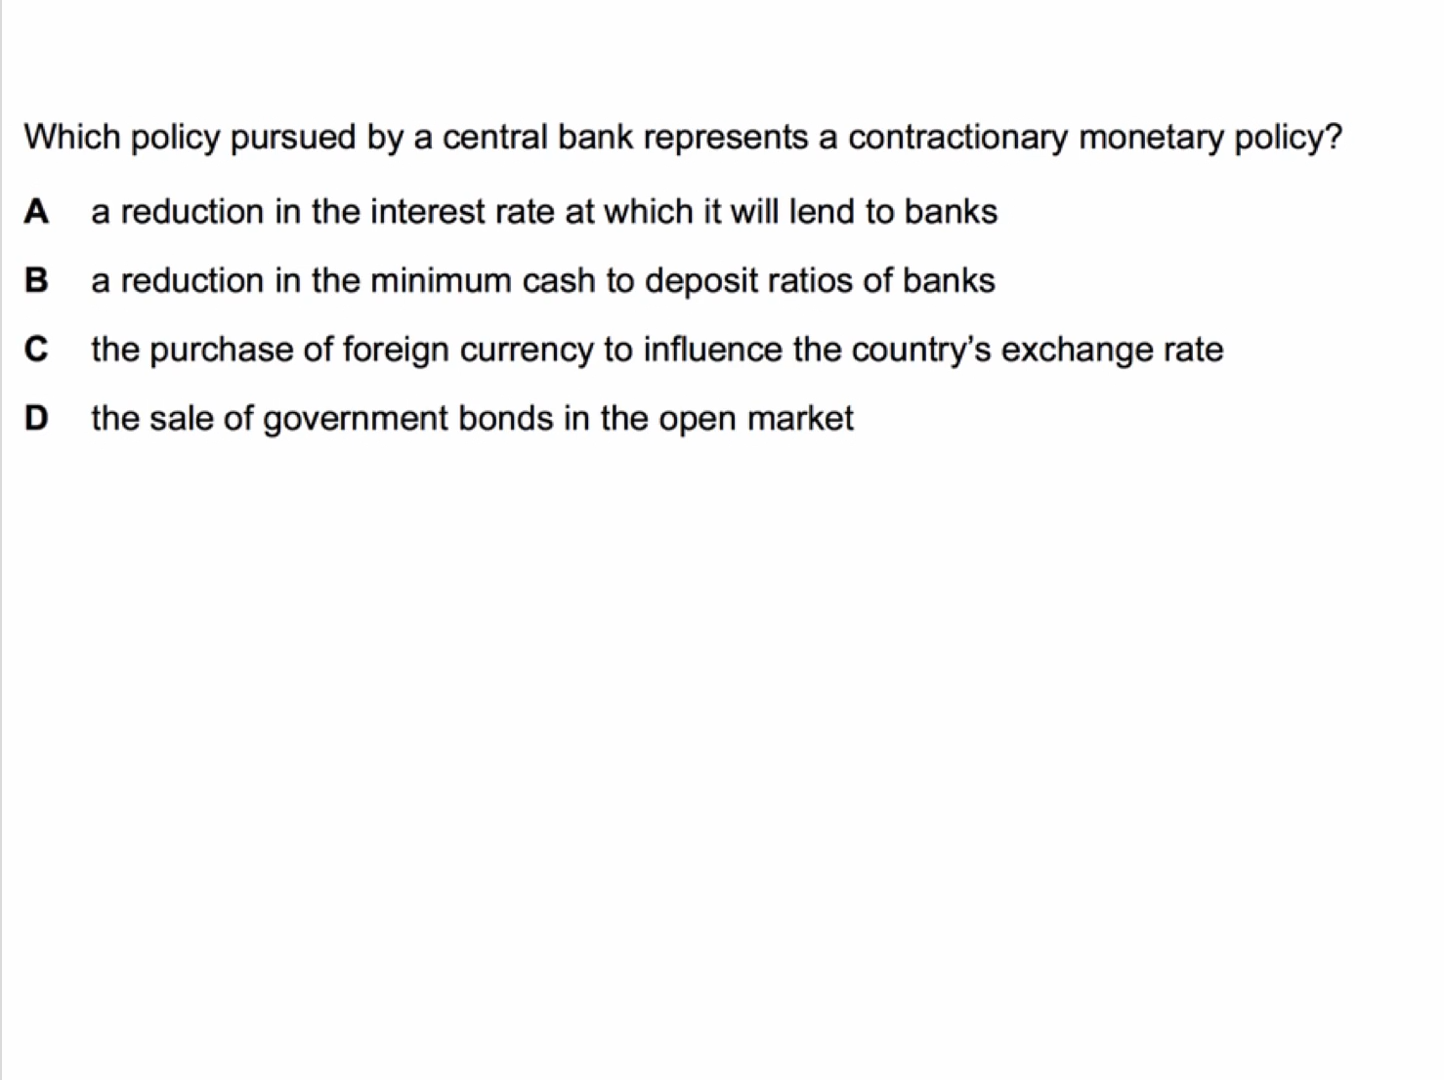 Which policy pursued by a central bank represents a contractionary monetary policy?
A a reduction in the interest rate at which it will lend to banks
B a reduction in the minimum cash to deposit ratios of banks
C the purchase of foreign currency to influence the country's exchange rate
D the sale of government bonds in the open market